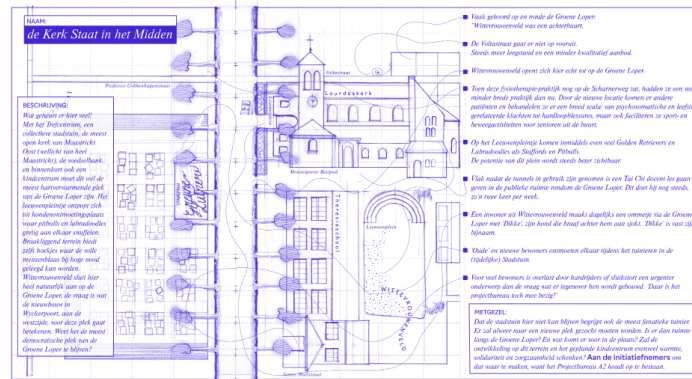 NAAM:
de Kerk Staat in het Midden
BESCHRIJVING:
Wat gebeurt er hier veel!
Met het Trefcentrum, een
collectieve stadstuin, de meest
open kerk van Maastricht
Oost (wellicht van heel
Maastricht), de voedselbank
en binnenkort ook een
kindcentrum moet dit wel de
meest hartverwarmende plek
van de Groene Loper zijn. Het
leeuwenpleintje ontpopt zich
tot hondenontmoetingsplaats
waar pitbulls en labradoodles
gretig aan elkaar snuffelen.
Braakliggend terrein biedt
zelfs hoekjes waar de volle
mensenblaas bij hoge nood
geleegd kan worden.
Wittevrouwenveld sluit hier
heel natuurlijk aan op de
Groene Loper, de vraag is wat
de nieuwbouw in
Wyckerpoort, aan de
westzijde, voor deze plek gaat
betekenen. Weet het de meest
democratische plek van de
Groene Loper te blijven?
Professor Cobbenhagenstraat
Voltastraat
Lourdeskerk
Monseigneur Bosfpad
Theresiaschool
Leeuwenplein
WITTEVROUWENVELD
Groene Loper
Vaak gehoord op en ronde de Groene Loper:
"Wittevrouwenveld was een achterbuurt.
De Voltastraat gaat er niet op vooruit.
Steeds meer leegstand en een minder kwalitatief aanbod.
Wittevrouwenveld opent zich hier echt tot op de Groene Loper.
Toen deze fysiotherapie-praktijk nog op de Scharnerweg zat, hadden ze een veel
minder brede praktijk dan nu. Door de nieuwe locatie komen er andere
patiënten en behandelen ze er een breed scala: van psychosomatische en leefstijl
gerelateerde klachten tot hardloopblessures, maar ook faciliteren ze sport- en
beweegactiviteiten voor senioren uit de buurt.
Op het Leeuwenpleintje komen inmiddels even veel Golden Retrievers en
Labradoodles als Staffords en Pitbulls.
De potentie van dit plein wordt steeds beter zichtbaar.
Vlak nadat de tunnels in gebruik zijn genomen is een Tai Chi docent les gaan
geven in de publieke ruimte rondom de Groene Loper. Dit doet hij nog steeds,
zo'n twee keer per week.
Een inwoner uit Wittevrouwenveld maakt dagelijks een ommetje via de Groene
Loper met 'Dikke', zijn hond die braaf achter hem aan sjokt. 'Dikke' is vast zijn
bijnaam.
'Oude' en nieuwe bewoners ontmoeten elkaar tijdens het tuinieren in de
(tijdelijke) Stadstuin.
Voor veel bewoners is overlast door hardrijders of sluikstort een urgenter
onderwerp dan de vraag wat er tegenover hen wordt gebouwd. 'Daar is het
projectbureau toch mee bezig!'
METGEZEL:
Dat de stadstuin hier niet kan blijven begrijpt ook de meest fanatieke tuinier.
Er zal alveer naar een nieuwe plek gezocht moeten worden. Is er dan ruimte
langs de Groene Loper? En wat komt er voor in de plaats? Zal de
ontwikkeling op dit terrein en het geplande kindcentrum evenveel warmte,
solidariteit en zorgzaamheid schenken? Aan de initiatiefnemers om
dat waar te maken, want het Projectbureau A2 houdt op te bestaan.